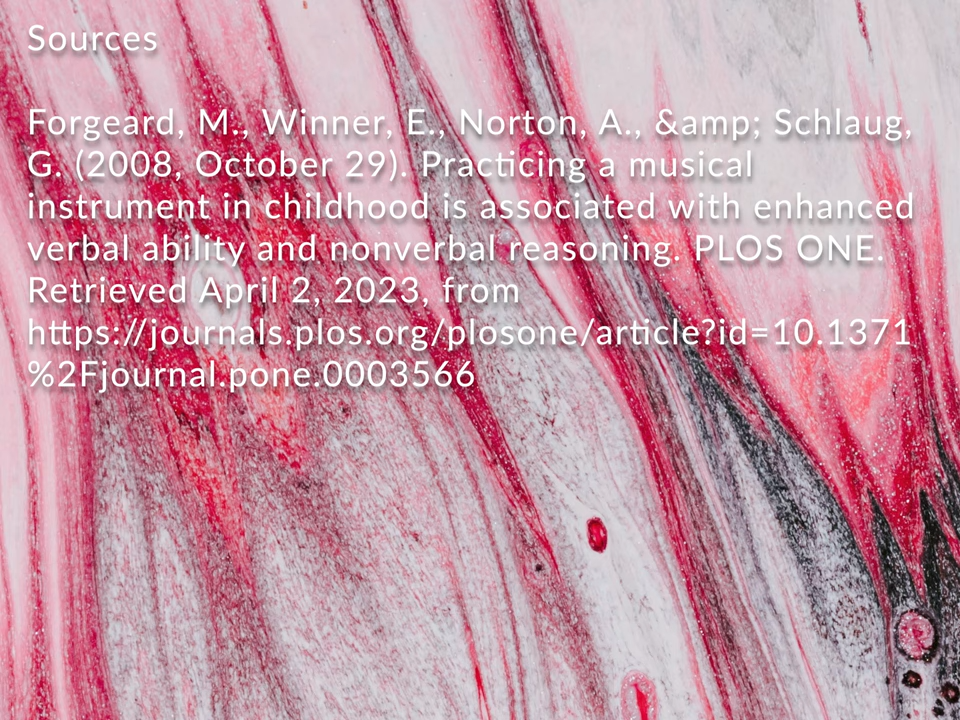 Sources
Forgeard, M., Winner, E., Norton, A., &amp; Schlaug,
G. (2008, October 29). Practicing a musical
instrument in childhood is associated with enhanced
verbal ability and nonverbal reasoning. PLOS ONE.
Retrieved April 2, 2023, from
https://journals.plos.org/plosone/article?id=10.1371
%2Fjournal.pone.0003566